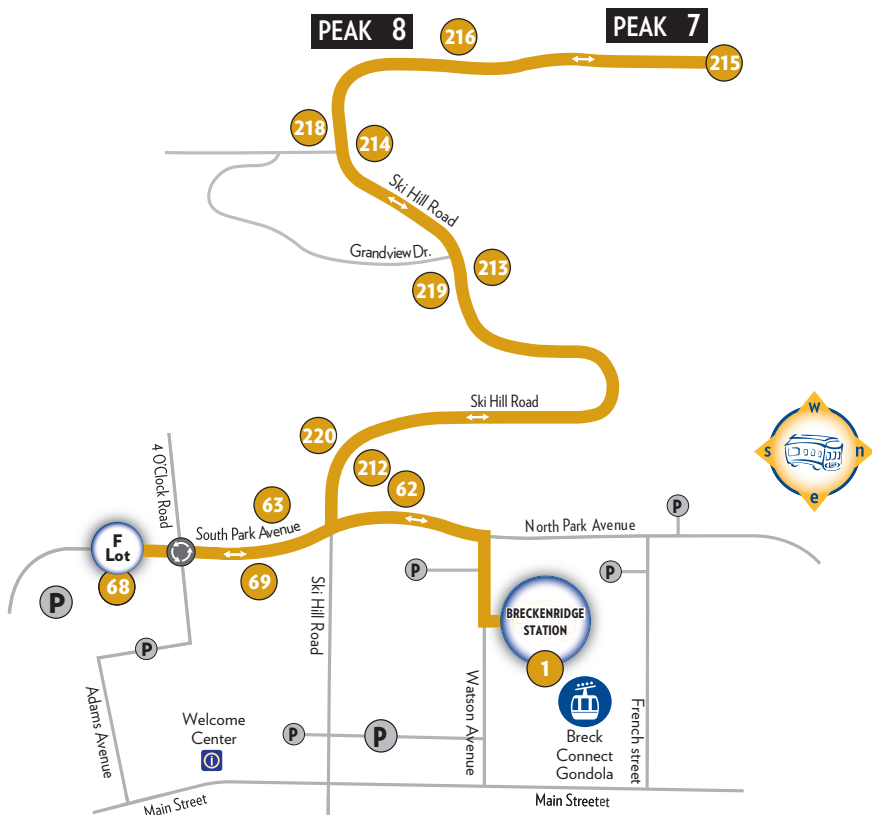 PEAK 8
216
PEAK 7
215
218
214
Ski Hill Road
Grandview Dr.
213
219
Ski Hill Road
w
s
n
e
220
212
62
4 O'Clock Road
63
South Park Avenue
North Park Avenue
P
F
Lot
68
P
69
Ski Hill Road
P
P
BRECKENRIDGE
STATION
1
P
Adams Avenue
Welcome
Center
i
P
P
Watson Avenue
Breck
Connect
Gondola
French street
Main Street
Main Streetet